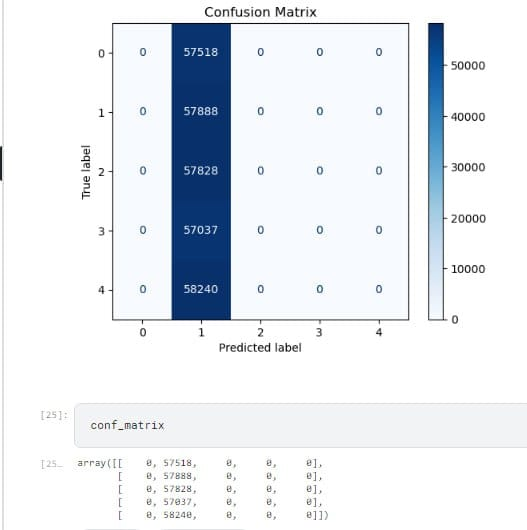 Confusion Matrix
0 0 57518 0 0 0
1 0 57888 0 0 0
2 0 57828 0 0 0
3 0 57037 0 0 0
4 0 58240 0 0 0
0 1 2 3 4
True label
Predicted label
50000
40000
30000
20000
10000
0
[25]:
conf_matrix
[25…
array([[ 0, 57518, 0, 0, 0],
[ 0, 57888, 0, 0, 0],
[ 0, 57828, 0, 0, 0],
[ 0, 57037, 0, 0, 0],
[ 0, 58240, 0, 0, 0]])